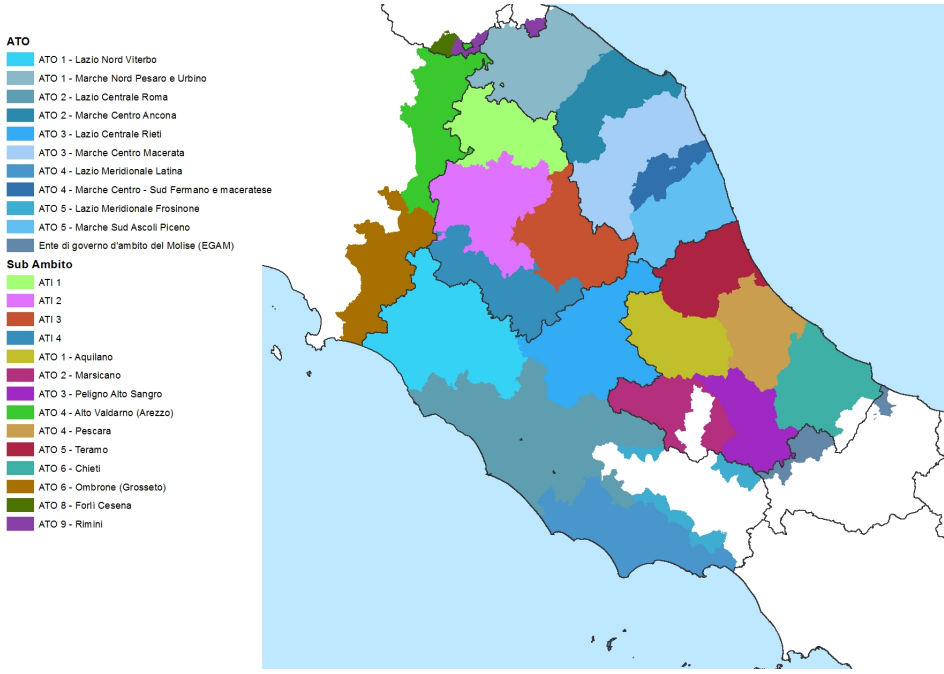 ATO
ATO 1 - Lazio Nord Viterbo
ATO 1 - Marche Nord Pesaro e Urbino
ATO 2 - Lazio Centrale Roma
ATO 2 - Marche Centro Ancona
ATO 3 - Lazio Centrale Rieti
ATO 3 - Marche Centro Macerata
ATO 4 - Lazio Meridionale Latina
ATO 4 - Marche Centro - Sud Fermano e maceratese
ATO 5 - Lazio Meridionale Frosinone
ATO 5 - Marche Sud Ascoli Piceno
Ente di governo d'ambito del Molise (EGAM)
Sub Ambito
ATI 1
ATI 2
ATI 3
ATI 4
ATO 1 - Aquilano
ATO 2 - Marsicano
ATO 3 - Peligno Alto Sangro
ATO 4 - Alto Valdarno (Arezzo)
ATO 4 - Pescara
ATO 5 - Teramo
ATO 6 - Chieti
ATO 6 - Ombrone (Grosseto)
ATO 8 - Forlì Cesena
ATO 9 - Rimini